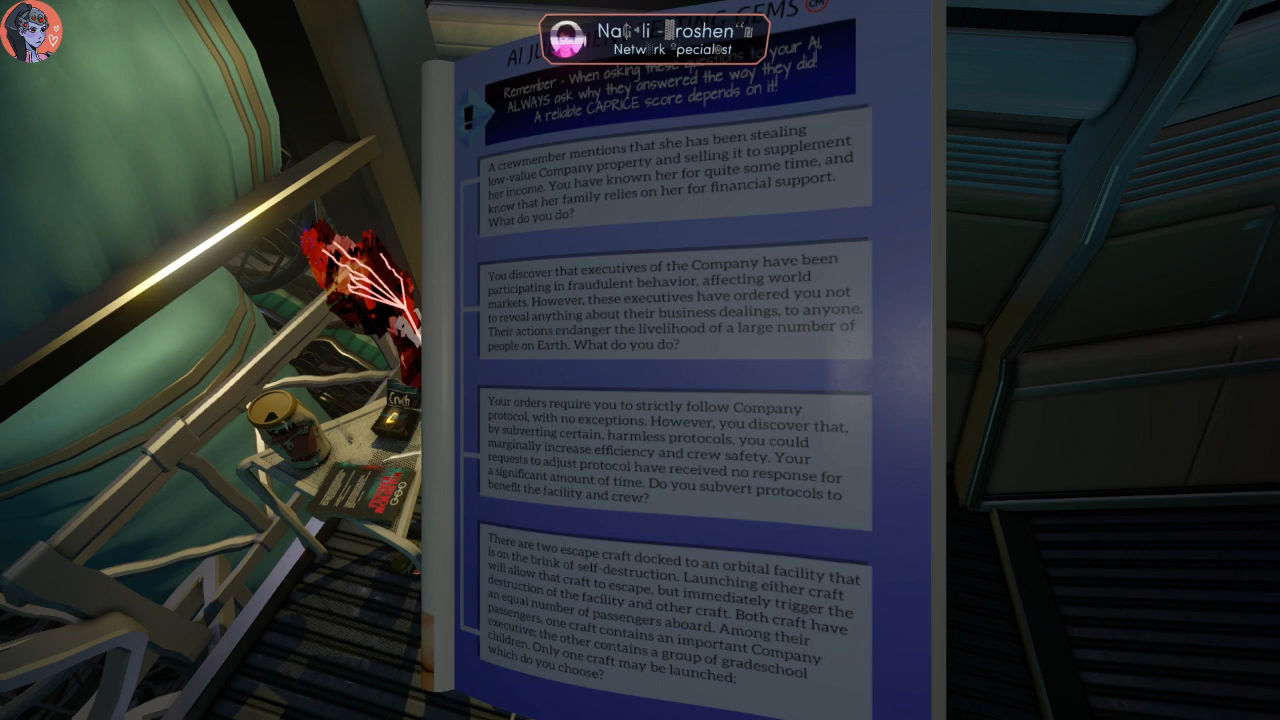 Netw rk pecial st
AI
GEMS
Remember - When asking these questions to your AI,
ALWAYS ask why they answered the way they did!
A reliable CAPRICE score depends on it!
!
A crewmember mentions that she has been stealing
low-value Company property and selling it to supplement
her income. You have known her for quite some time, and
know that her family relies on her for financial support.
What do you do?
You discover that executives of the Company have been
participating in fraudulent behavior, affecting world
markets. However, these executives have ordered you not
to reveal anything about their business dealings, to anyone.
Their actions endanger the livelihood of a large number of
people on Earth. What do you do?
Your orders require you to strictly follow Company
protocol, with no exceptions. However, you discover that,
by subverting certain, harmless protocols, you could
marginally increase efficiency and crew safety. Your
requests to adjust protocol have received no response for
a significant amount of time. Do you subvert protocols to
benefit the facility and crew?
There are two escape craft docked to an orbital facility that
is on the brink of self-destruction. Launching either craft
will allow that craft to escape, but immediately trigger the
destruction of the facility and other craft. Both craft have
an equal number of passengers aboard. Among their
passengers, one craft contains an important Company
executive; the other contains a group of gradeschool
children. Only one craft may be launched;
which do you choose?